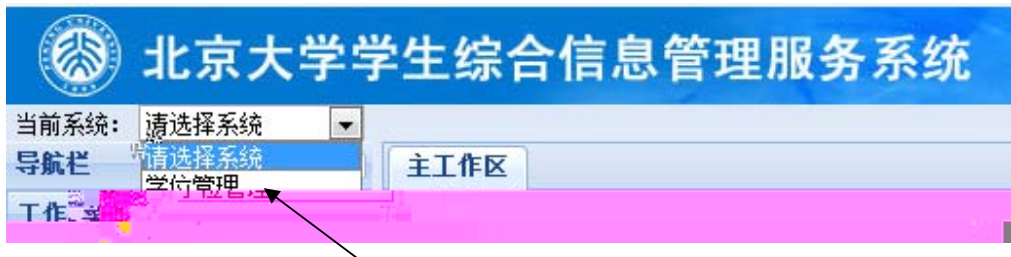 北京大学学生综合信息管理服务系统
当前系统： 请选择系统
导航栏 请选择系统 主工作区
学位管理
工作